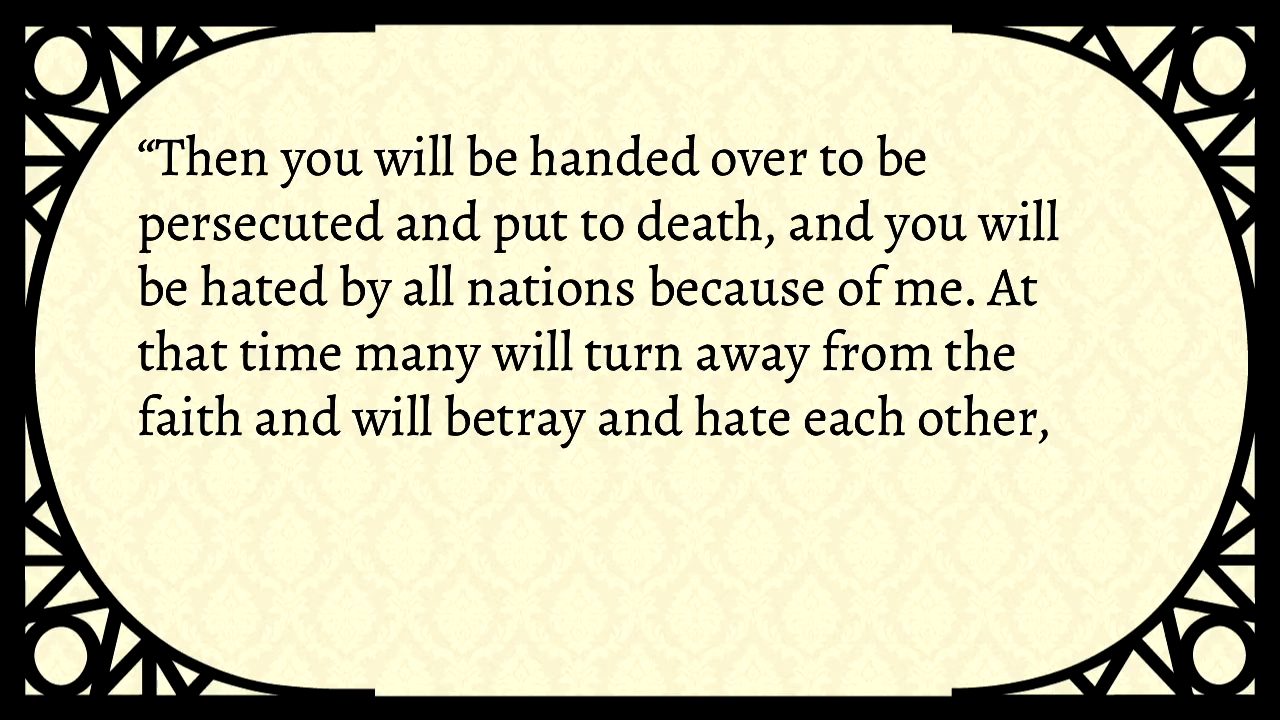 “Then you will be handed over to be
persecuted and put to death, and you will
be hated by all nations because of me. At
that time many will turn away from the
faith and will betray and hate each other,